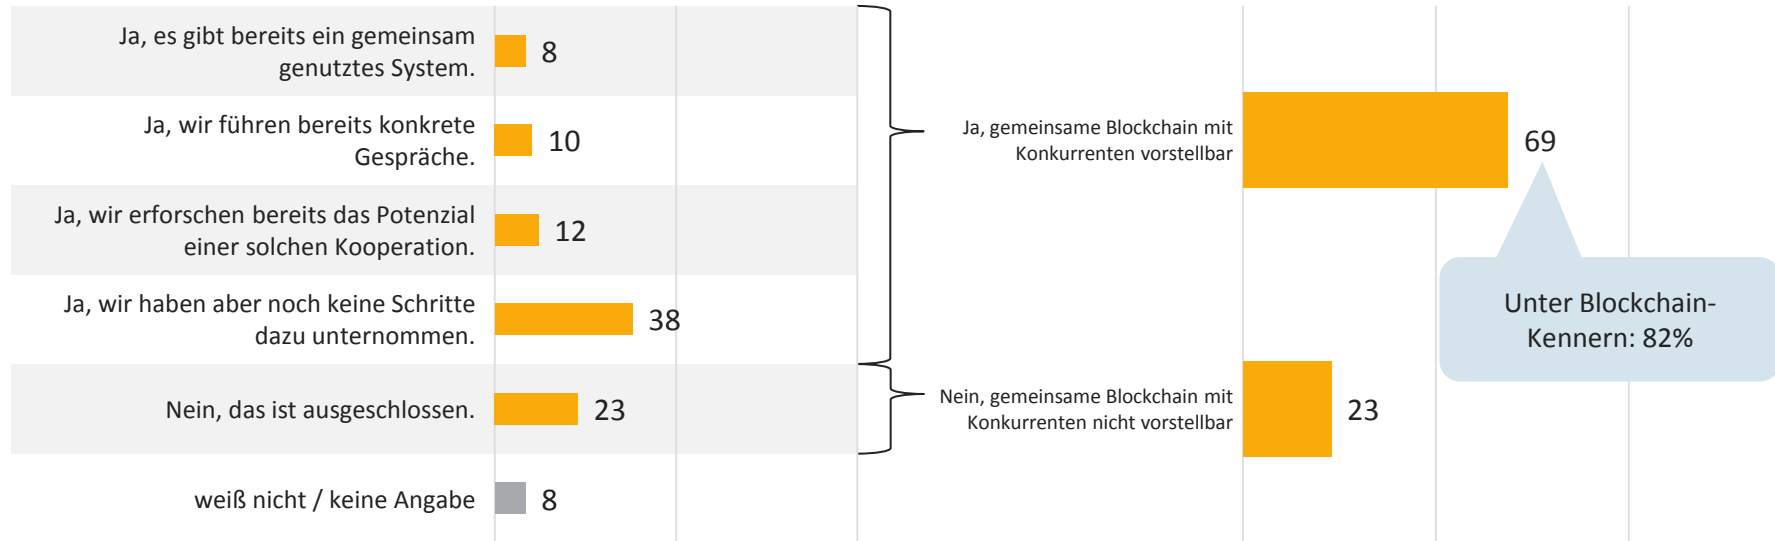 Ja, es gibt bereits ein gemeinsam
genutztes System.
8
Ja, wir führen bereits konkrete
Gespräche.
10
Ja, wir erforschen bereits das Potenzial
einer solchen Kooperation.
12
Ja, wir haben aber noch keine Schritte
dazu unternommen.
38
Nein, das ist ausgeschlossen.
23
weiß nicht / keine Angabe
8
Ja, gemeinsame Blockchain mit
Konkurrenten vorstellbar
69
Unter Blockchain-
Kennern: 82%
Nein, gemeinsame Blockchain mit
Konkurrenten nicht vorstellbar
23